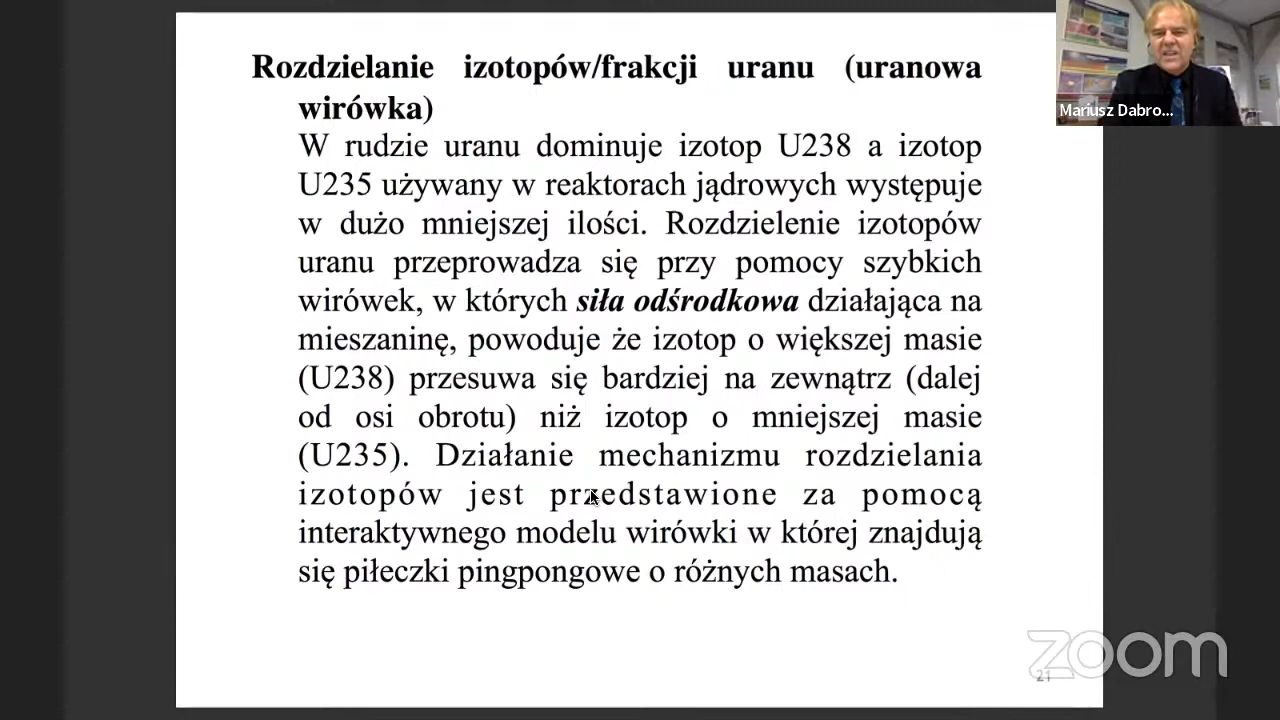 Rozdzielanie izotopów/frakcji uranu (uranowa
wirówka)
W rudzie uranu dominuje izotop U238 a izotop
U235 używany w reaktorach jądrowych występuje
w dużo mniejszej ilości. Rozdzielenie izotopów
uranu przeprowadza się przy pomocy szybkich
wirówek, w których siła odśrodkowa działająca na
mieszaninę, powoduje że izotop o większej masie
(U238) przesuwa się bardziej na zewnątrz (dalej
od osi obrotu) niż izotop o mniejszej masie
(U235). Działanie mechanizmu rozdzielania
izotopów jest przedstawione za pomocą
interaktywnego modelu wirówki w której znajdują
się piłeczki pingpongowe o różnych masach.
Mariusz Dabro...
zoom
21